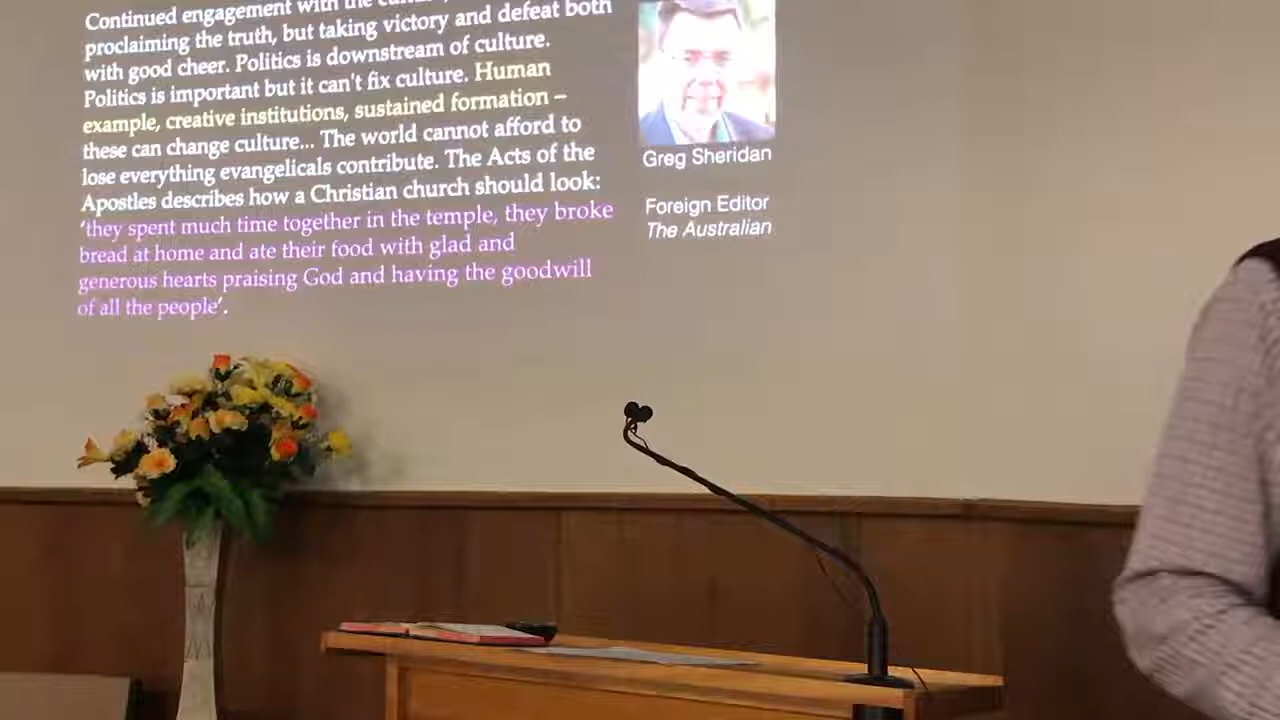 Continued engagement with the
proclaiming the truth, but taking victory and defeat both
with good cheer. Politics is downstream of culture.
Politics is important but it can't fix culture. Human
example, creative institutions, sustained formation –
these can change culture... The world cannot afford to
lose everything evangelicals contribute. The Acts of the
Apostles describes how a Christian church should look:
'they spent much time together in the temple, they broke
bread at home and ate their food with glad and
generous hearts praising God and having the goodwill
of all the people'.
Greg Sheridan
Foreign Editor
The Australian